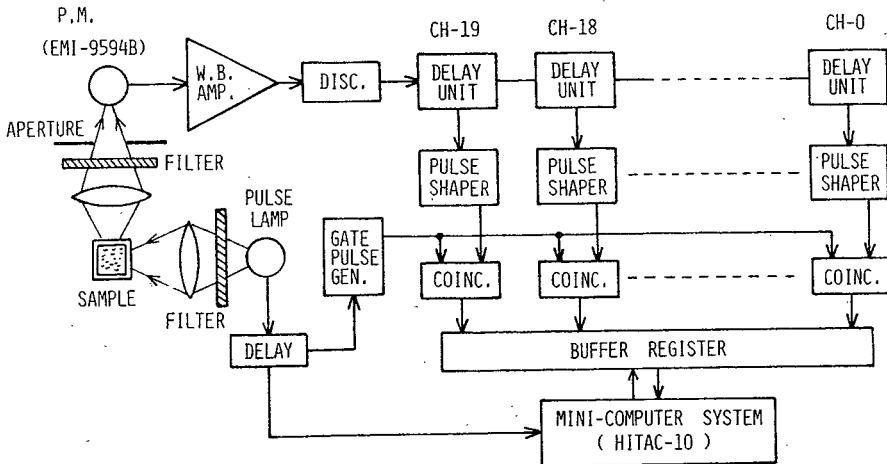 P.M.
(EMI-9594B)
CH-19
CH-18
CH-0
W.B.
AMP.
DISC.
DELAY
UNIT
DELAY
UNIT
DELAY
UNIT
APERTURE
FILTER
PULSE
SHAPER
PULSE
SHAPER
PULSE
SHAPER
PULSE
LAMP
GATE
PULSE
GEN.
SAMPLE
FILTER
COINC.
COINC.
COINC.
DELAY
BUFFER REGISTER
MINI-COMPUTER SYSTEM
( HITAC-10 )